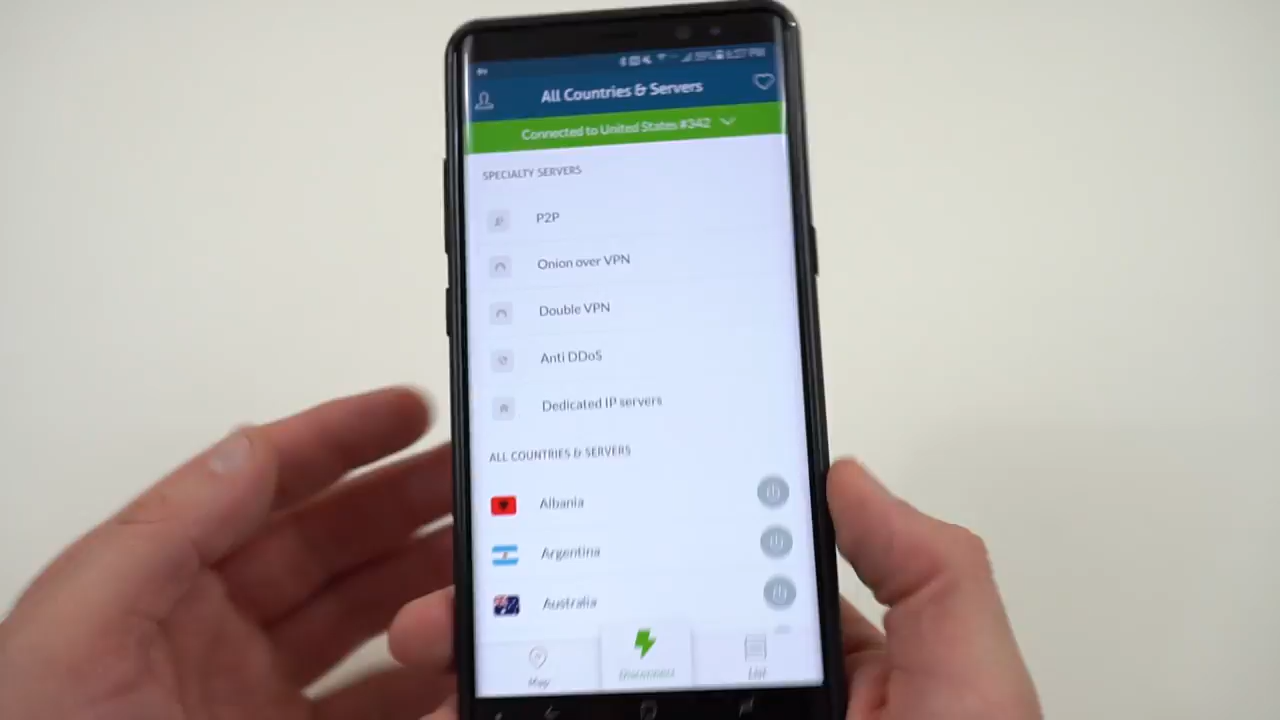 All Countries & Servers
Connected to United States #342
SPECIALTY SERVERS
P2P
Onion over VPN
Double VPN
Anti DDoS
Dedicated IP servers
ALL COUNTRIES & SERVERS
Albania
Argentina
Australia
Map
Disconnect
List